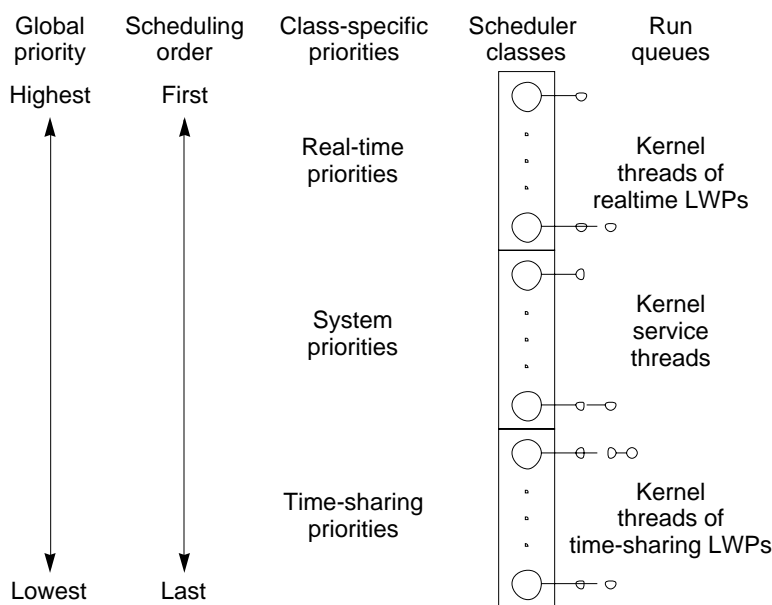 Global
priority
Scheduling
order
Class-specific
priorities
Scheduler
classes
Run
queues
Highest
First
Real-time
priorities
Kernel
threads of
realtime LWPs
System
priorities
Kernel
service
threads
Time-sharing
priorities
Kernel
threads of
time-sharing LWPs
Lowest
Last